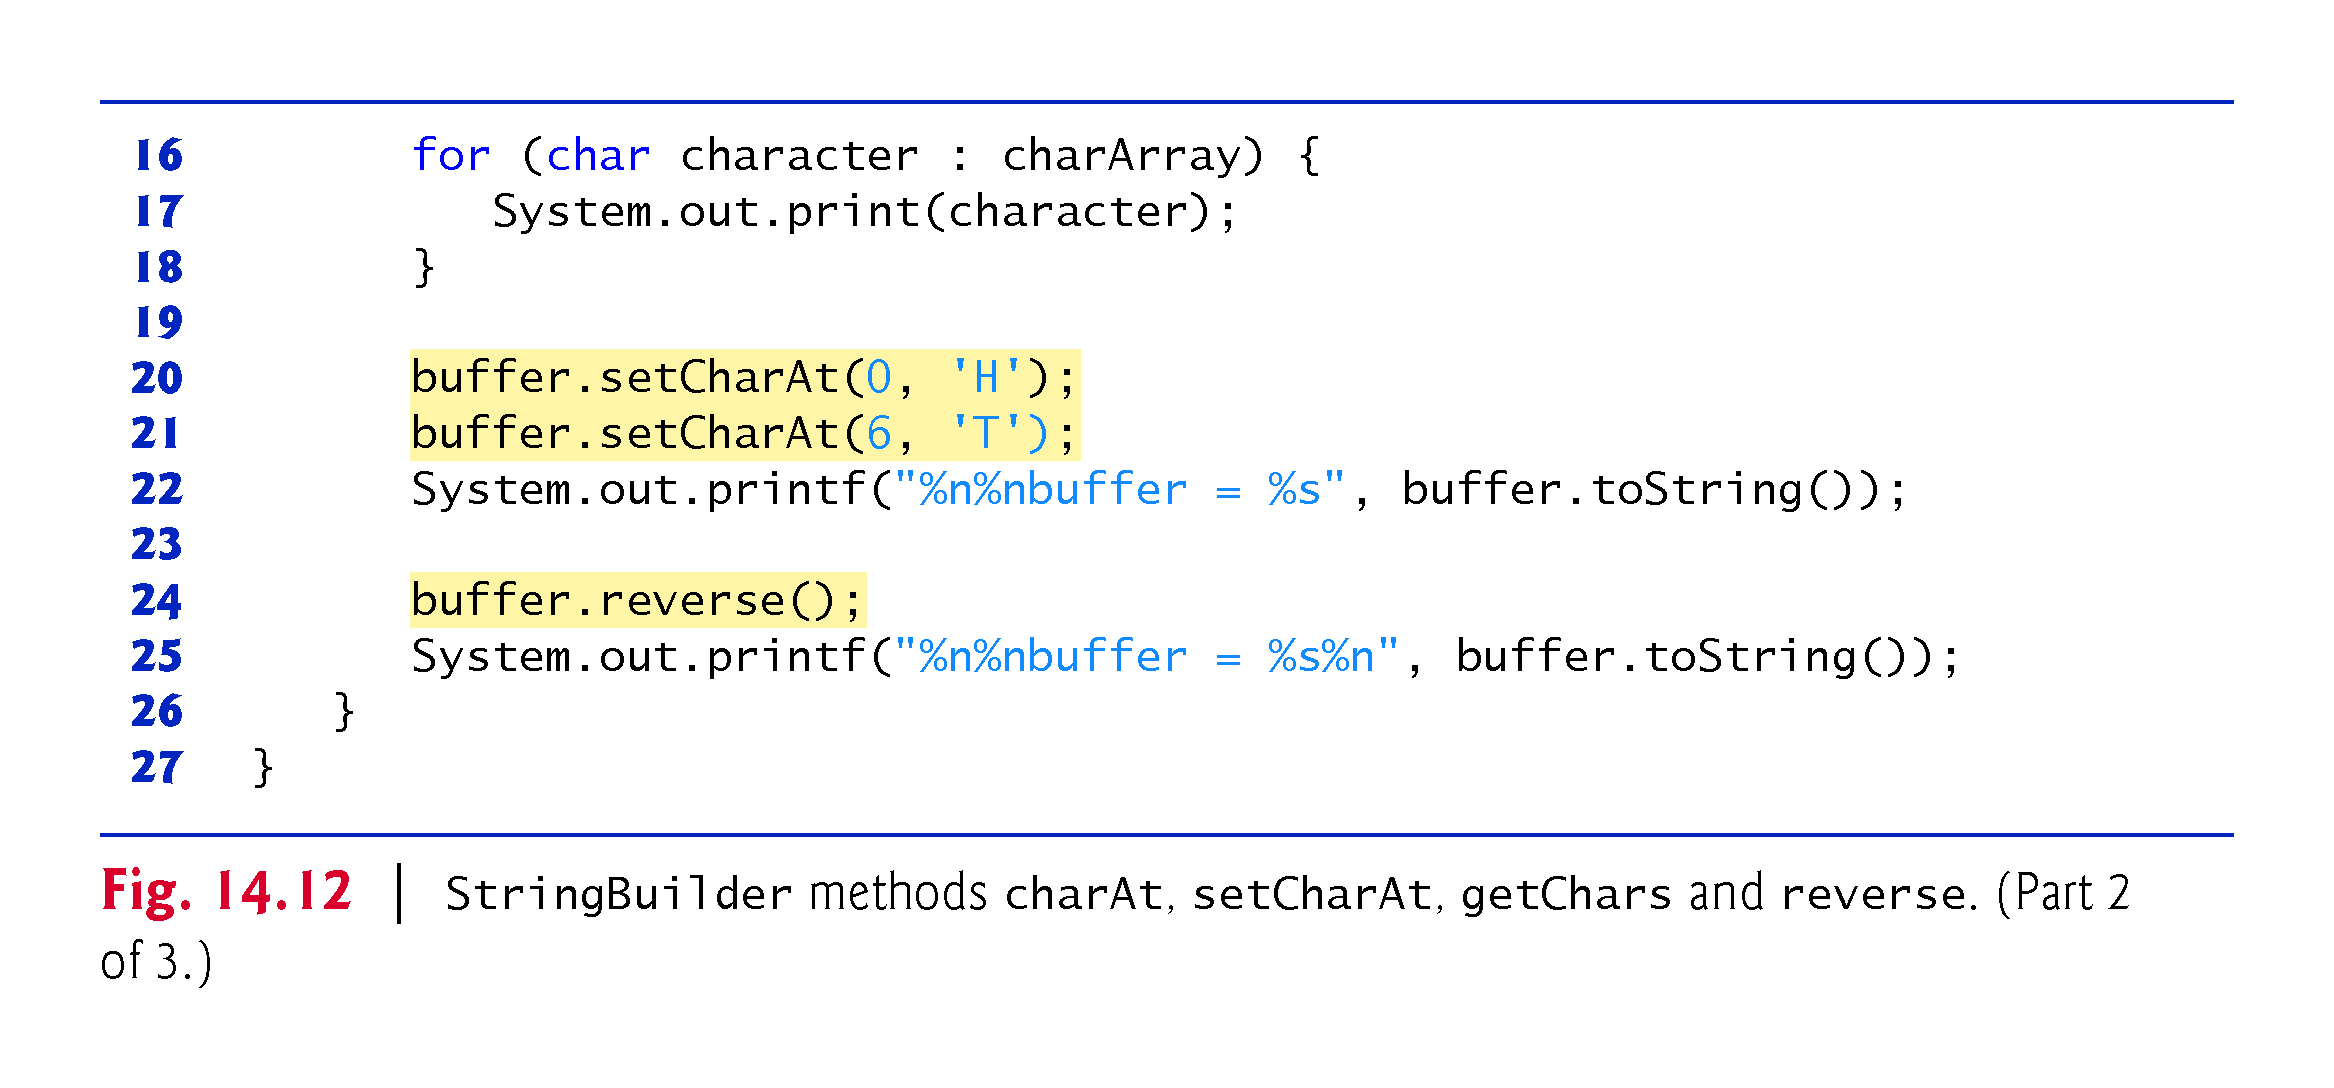 16 for (char character : charArray) {
17 System.out.print(character);
18 }
19
20 buffer.setCharAt(0, 'H');
21 buffer.setCharAt(6, 'T');
22 System.out.printf("%n%nbuffer = %s", buffer.toString());
23
24 buffer.reverse();
25 System.out.printf("%n%nbuffer = %s%n", buffer.toString());
26 }
27 }
Fig. 14.12 | StringBuilder methods charAt, setCharAt, getChars and reverse. (Part 2
of 3.)